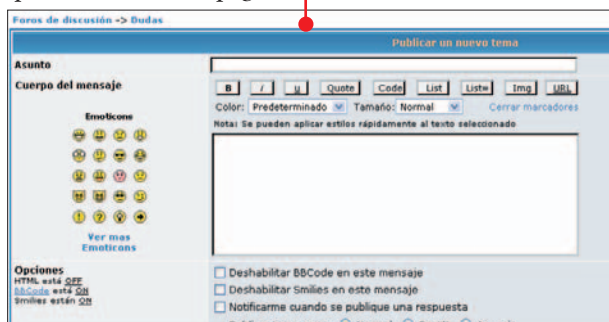 Foros de discusión -> Dudas
Publicar un nuevo tema
Asunto
Cuerpo del mensaje
B i u Quote Code List List= Img URL
Color: Predeterminado Tamaño: Normal Cerrar marcadores
Nota: Se pueden aplicar estilos rápidamente al texto seleccionado
Emoticons
Ver mas
Emoticons
Opciones
HTML está OFF
BBCode está ON
Smilies están ON
Deshabilitar BBCode en este mensaje
Deshabilitar Smilies en este mensaje
Notificarme cuando se publique una respuesta